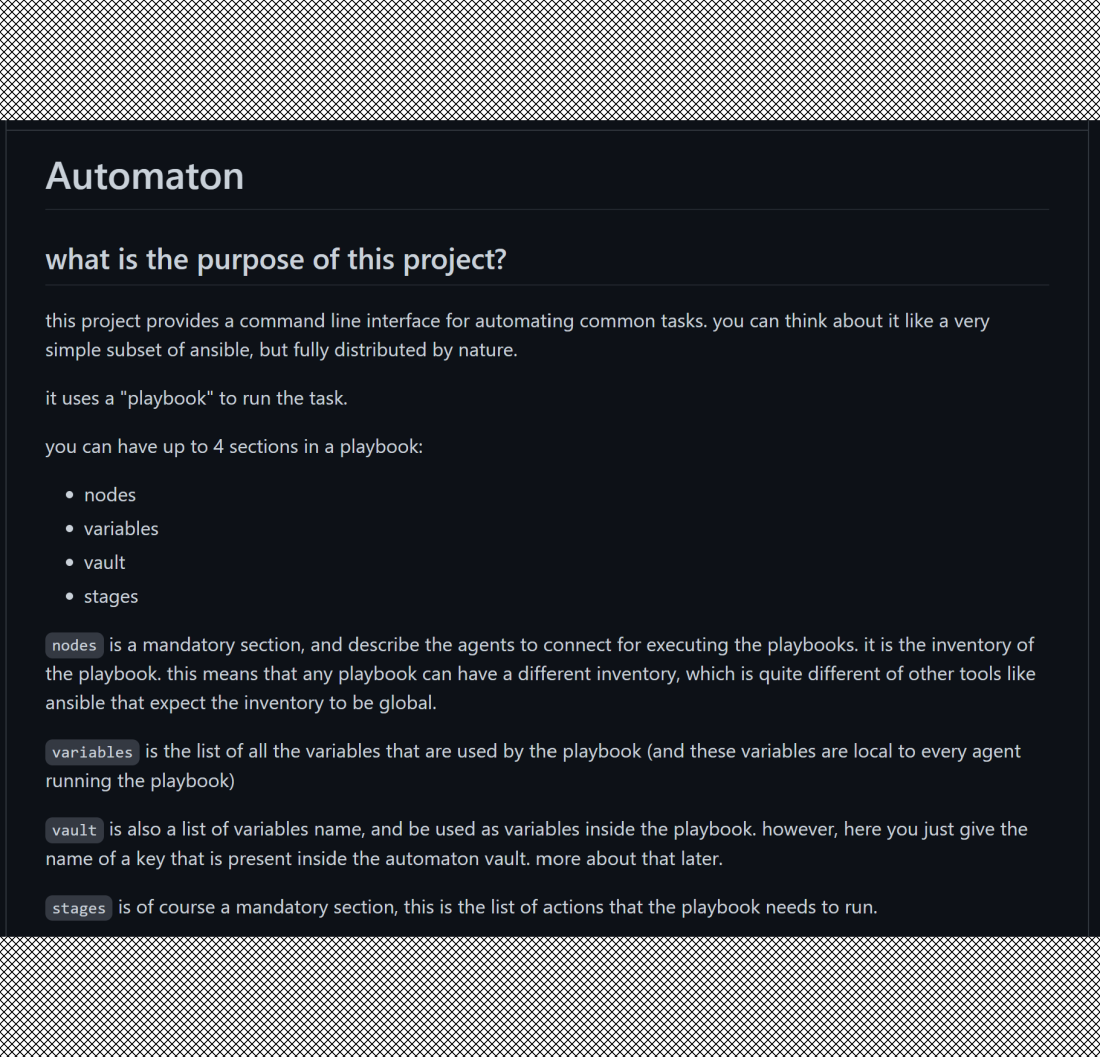 Automaton
what is the purpose of this project?
this project provides a command line interface for automating common tasks. you can think about it like a very
simple subset of ansible, but fully distributed by nature.
it uses a "playbook" to run the task.
you can have up to 4 sections in a playbook:
nodes
variables
vault
stages
nodes is a mandatory section, and describe the agents to connect for executing the playbooks. it is the inventory of
the playbook. this means that any playbook can have a different inventory, which is quite different of other tools like
ansible that expect the inventory to be global.
variables is the list of all the variables that are used by the playbook (and these variables are local to every agent
running the playbook)
vault is also a list of variables name, and be used as variables inside the playbook. however, here you just give the
name of a key that is present inside the automaton vault. more about that later.
stages is of course a mandatory section, this is the list of actions that the playbook needs to run.